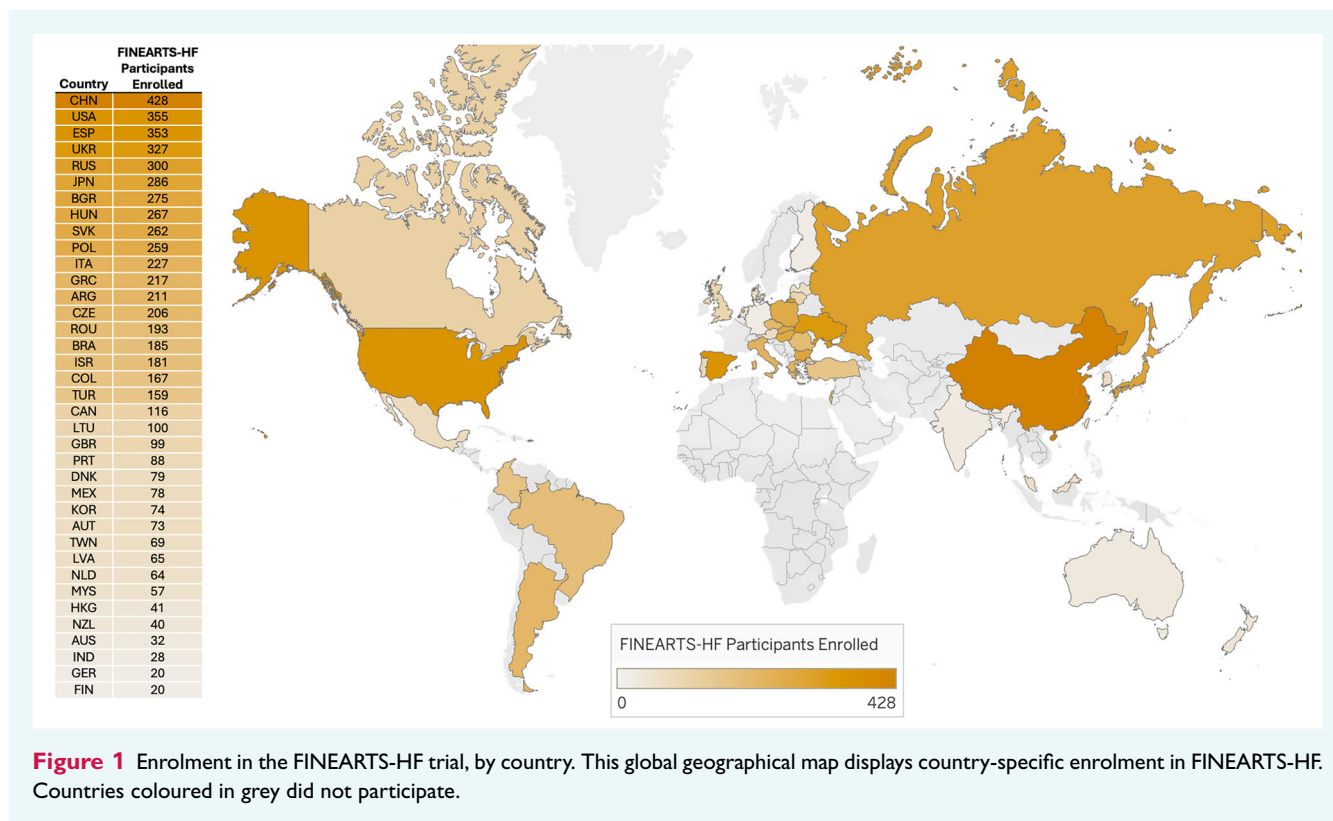 FINEARTS-HF
Participants
Country Enrolled
CHN 428
USA 355
ESP 353
UKR 327
RUS 300
JPN 286
BGR 275
HUN 267
SVK 262
POL 259
ITA 227
GRC 217
ARG 211
CZE 206
ROU 193
BRA 185
ISR 181
COL 167
TUR 159
CAN 116
LTU 100
GBR 99
PRT 88
DNK 79
MEX 78
KOR 74
AUT 73
TWN 69
LVA 65
NLD 64
MYS 57
HKG 41
NZL 40
AUS 32
IND 28
GER 20
FIN 20
FINEARTS-HF Participants Enrolled
0 428
Figure 1 Enrolment in the FINEARTS-HF trial, by country. This global geographical map displays country-specific enrolment in FINEARTS-HF.
Countries coloured in grey did not participate.